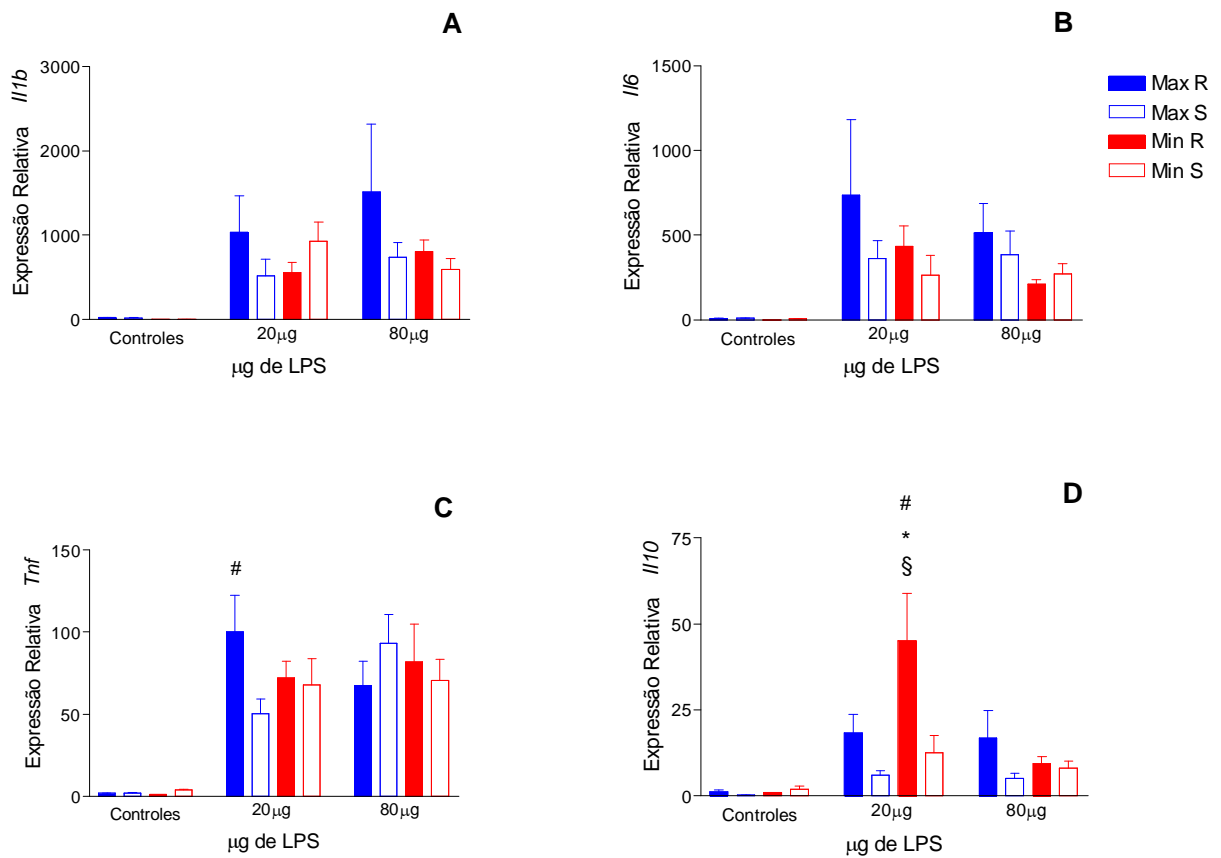 A
Expressão Relativa Il1b
3000
2000
1000
0
Controles 20μg 80μg
μg de LPS
B
Expressão Relativa Il6
1500
1000
500
0
Controles 20μg 80μg
μg de LPS
Max R
Max S
Min R
Min S
C
Expressão Relativa Tnf
150
100
50
0
#
Controles 20μg 80μg
μg de LPS
D
Expressão Relativa Il10
75
50
25
0
#
*
§
Controles 20μg 80μg
μg de LPS